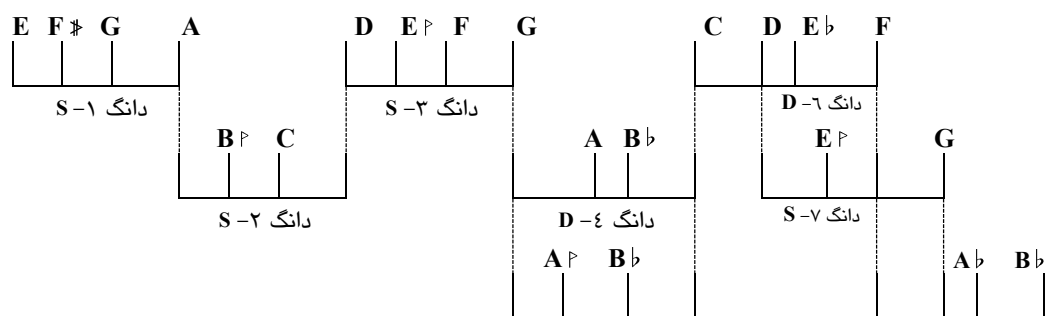 E F𝄰 G A D E𝄫 F G C D E♭ F
دانگ ۱- S دانگ ۳- S دانگ ٦- D
B𝄫 C A B♭ E𝄫 G
دانگ ۲- S دانگ ٤- D دانگ ۷- S
A𝄫 B♭ A♭ B♭